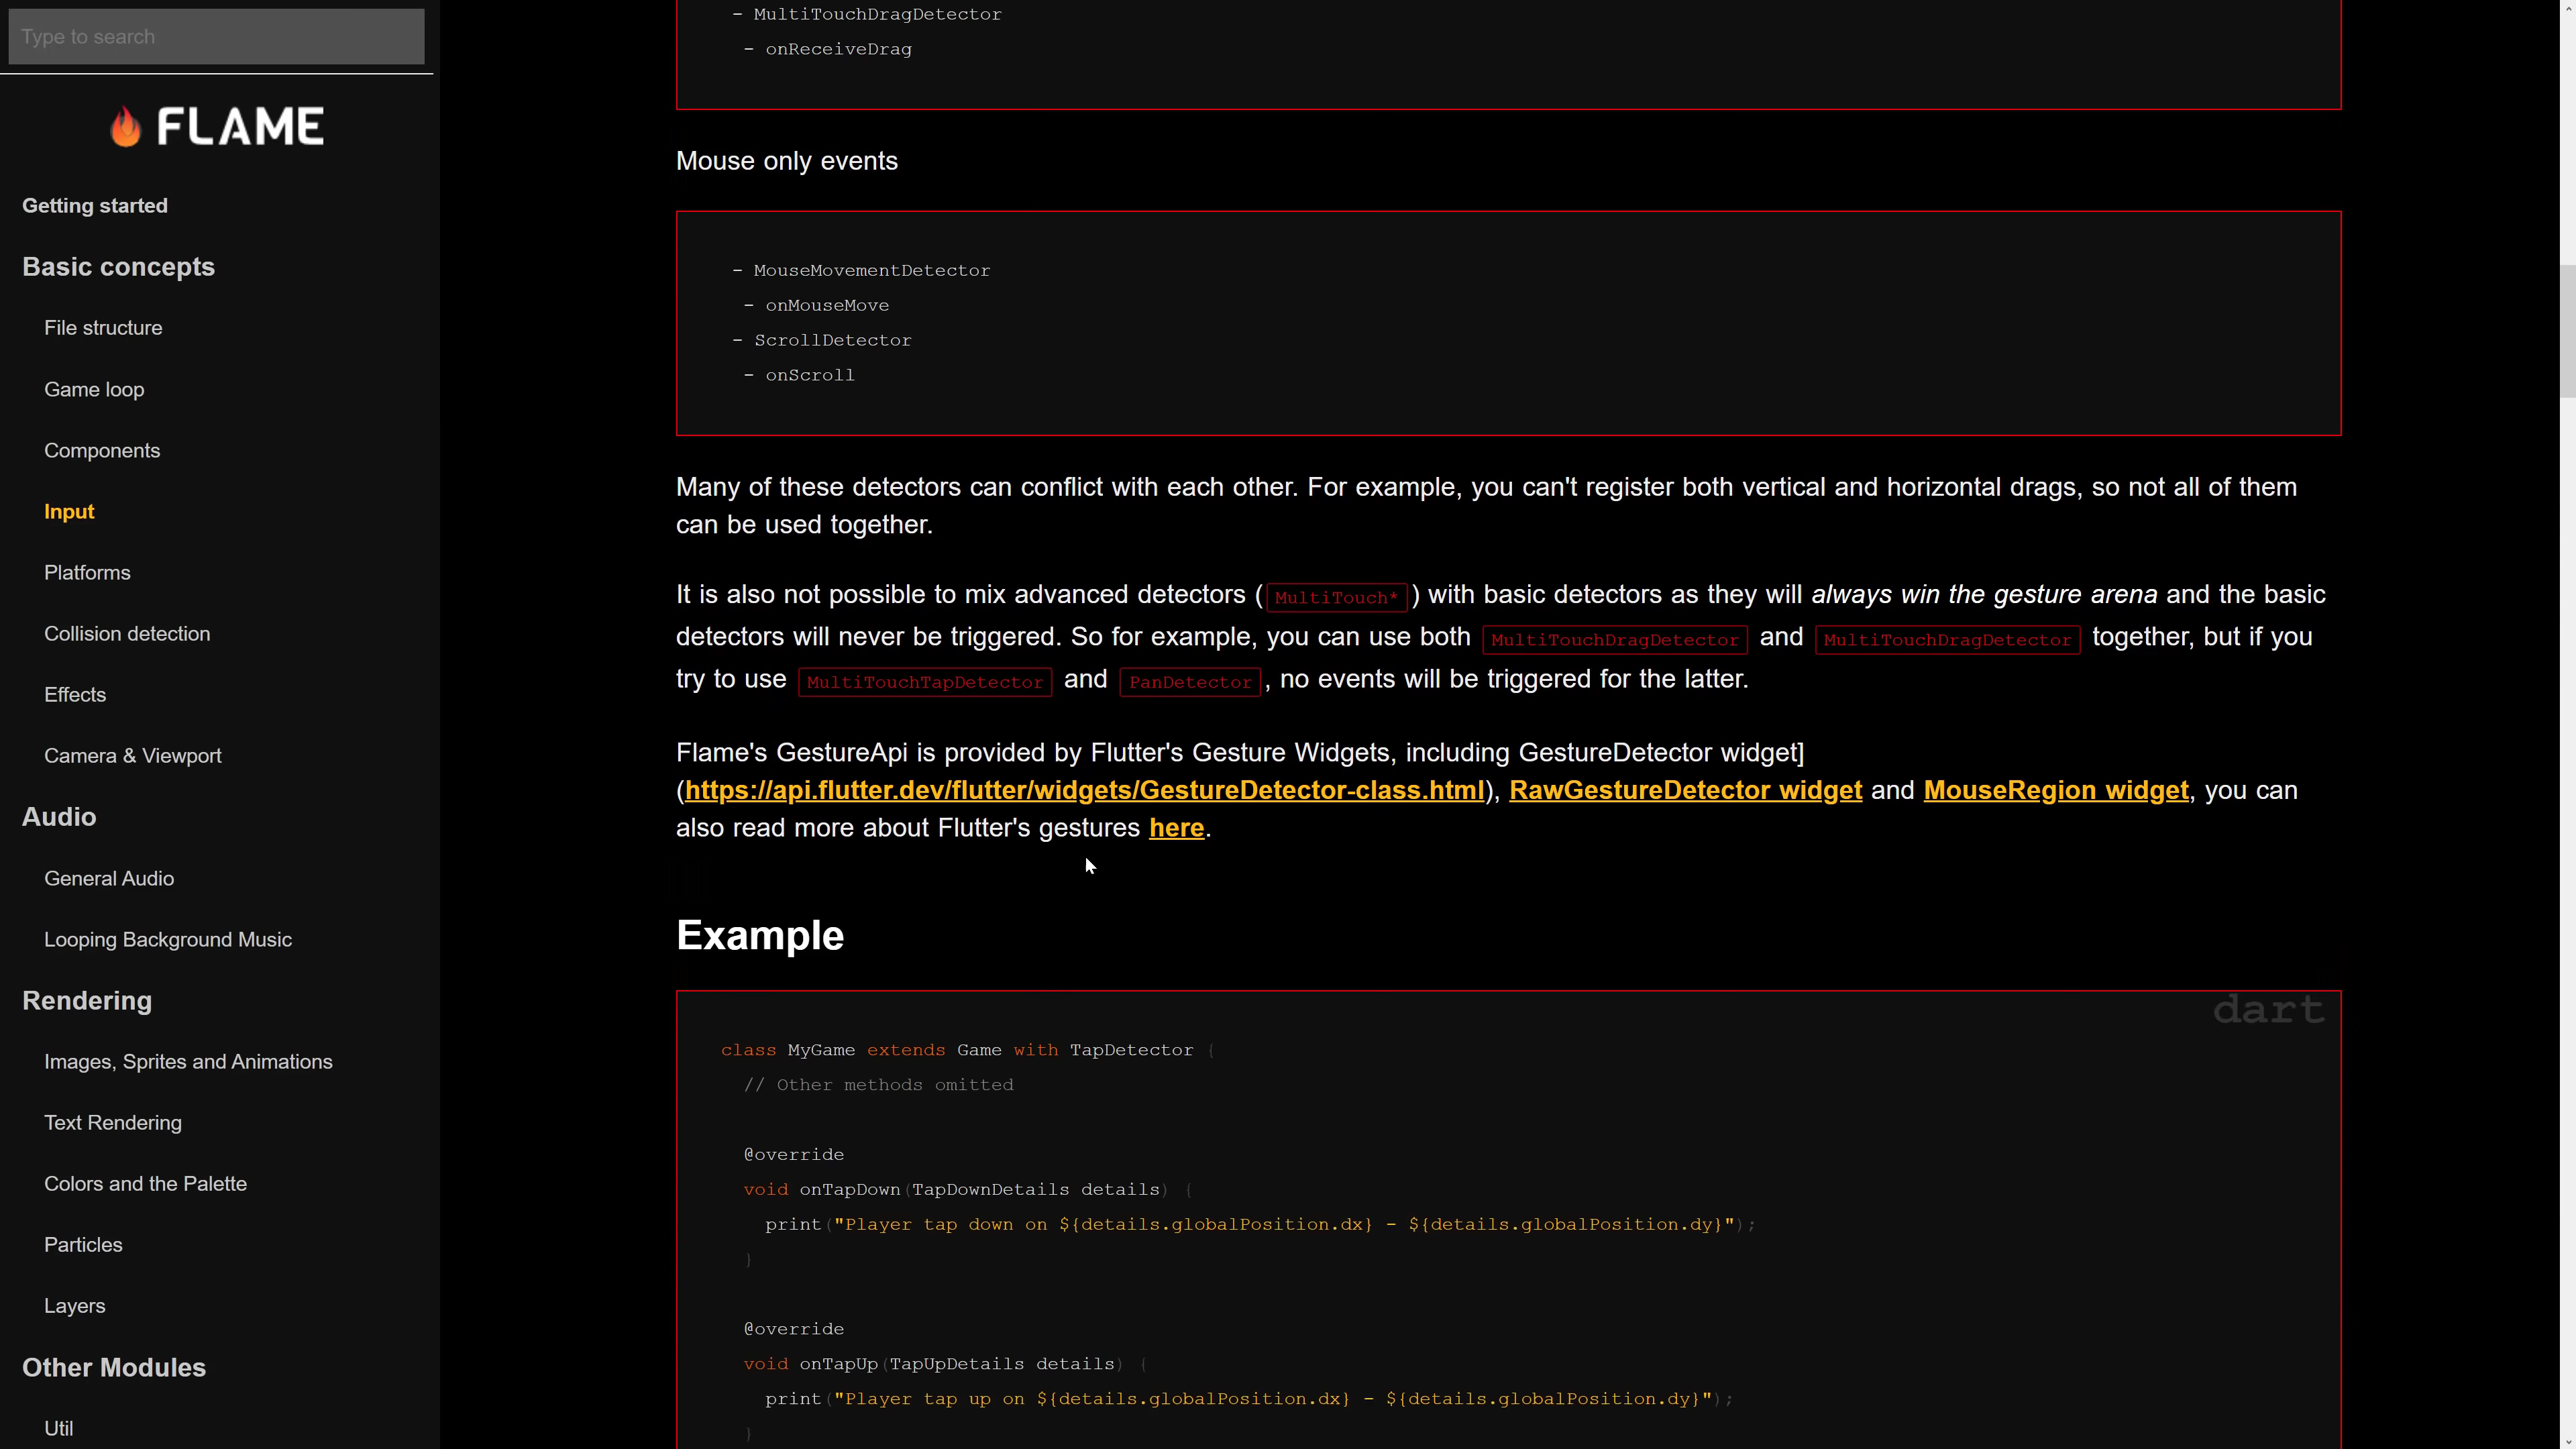 Type to search
FLAME
Getting started
Basic concepts
File structure
Game loop
Components
Input
Platforms
Collision detection
Effects
Camera & Viewport
Audio
General Audio
Looping Background Music
Rendering
Images, Sprites and Animations
Text Rendering
Colors and the Palette
Particles
Layers
Other Modules
Util
- MultiTouchDragDetector
- onReceiveDrag
Mouse only events
- MouseMovementDetector
- onMouseMove
- ScrollDetector
- onScroll
Many of these detectors can conflict with each other. For example, you can't register both vertical and horizontal drags, so not all of them
can be used together.
It is also not possible to mix advanced detectors ( MultiTouch* ) with basic detectors as they will always win the gesture arena and the basic
detectors will never be triggered. So for example, you can use both MultiTouchDragDetector and MultiTouchDragDetector together, but if you
try to use MultiTouchTapDetector and PanDetector , no events will be triggered for the latter.
Flame's GestureApi is provided by Flutter's Gesture Widgets, including GestureDetector widget]
(https://api.flutter.dev/flutter/widgets/GestureDetector-class.html), RawGestureDetector widget and MouseRegion widget, you can
also read more about Flutter's gestures here.
Example
dart
class MyGame extends Game with TapDetector {
// Other methods omitted
@override
void onTapDown(TapDownDetails details) {
print("Player tap down on ${details.globalPosition.dx} - ${details.globalPosition.dy}");
}
@override
void onTapUp(TapUpDetails details) {
print("Player tap up on ${details.globalPosition.dx} - ${details.globalPosition.dy}");
}